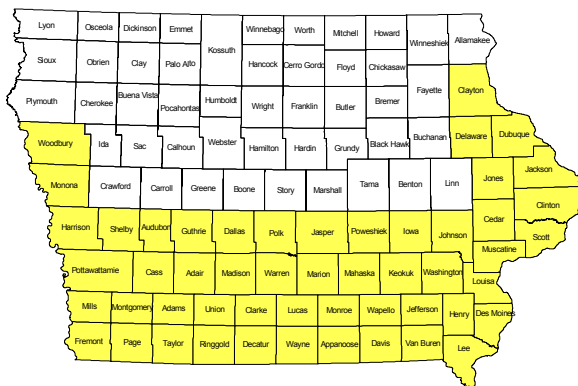 Lyon Osceola Dickinson Emmet Kossuth Winnebago Worth Mitchell Howard Winneshiek Allamakee
Sioux Obrien Clay Palo Alto Hancock Cerro Gordo Floyd Chickasaw
Plymouth Cherokee Buena Vista Pocahontas Humboldt Wright Franklin Butler Bremer Fayette Clayton
Woodbury Ida Sac Calhoun Webster Hamilton Hardin Grundy Black Hawk Buchanan Delaware Dubuque
Monona Crawford Carroll Greene Boone Story Marshall Tama Benton Linn Jones Jackson
Clinton
Harrison Shelby Audubon Guthrie Dallas Polk Jasper Poweshiek Iowa Johnson Cedar Scott
Muscatine
Pottawattamie Cass Adair Madison Warren Marion Mahaska Keokuk Washington Louisa
Mills Montgomery Adams Union Clarke Lucas Monroe Wapello Jefferson Henry Des Moines
Fremont Page Taylor Ringgold Decatur Wayne Appanoose Davis Van Buren Lee